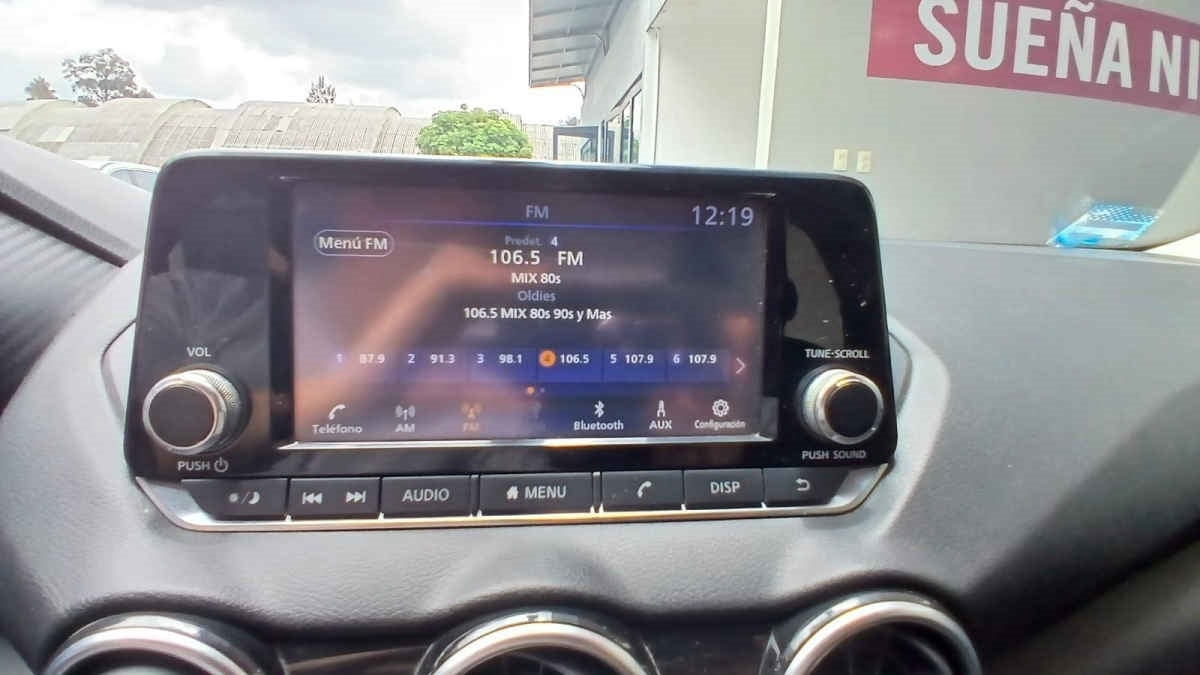 SUEÑA NI
FM
12:19
Menú FM
Predet. 4
106.5 FM
MIX 80s
Oldies
106.5 MIX 80s 90s y Mas
1 87.9 2 91.3 3 98.1 4 106.5 5 107.9 6 107.9
Teléfono AM FM Bluetooth AUX Configuración
VOL
PUSH
TUNE·SCROLL
PUSH SOUND
AUDIO MENU DISP